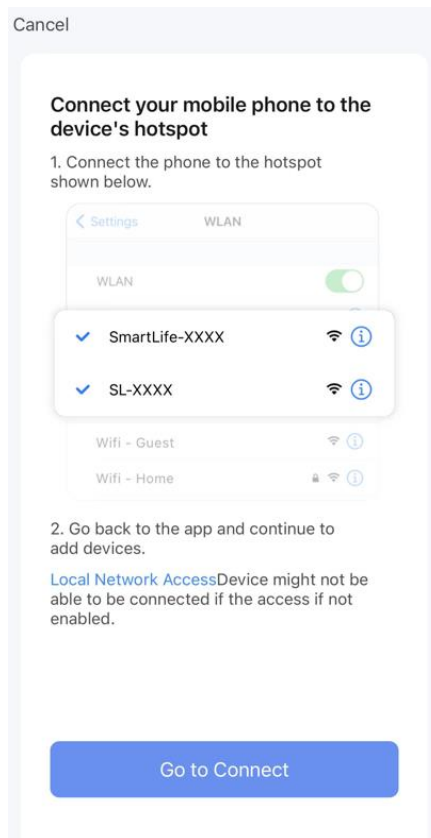 Cancel
Connect your mobile phone to the
device's hotspot
1. Connect the phone to the hotspot
shown below.
Settings WLAN
WLAN
SmartLife-XXXX
SL-XXXX
Wifi - Guest
Wifi - Home
2. Go back to the app and continue to
add devices.
Local Network AccessDevice might not be
able to be connected if the access if not
enabled.
Go to Connect